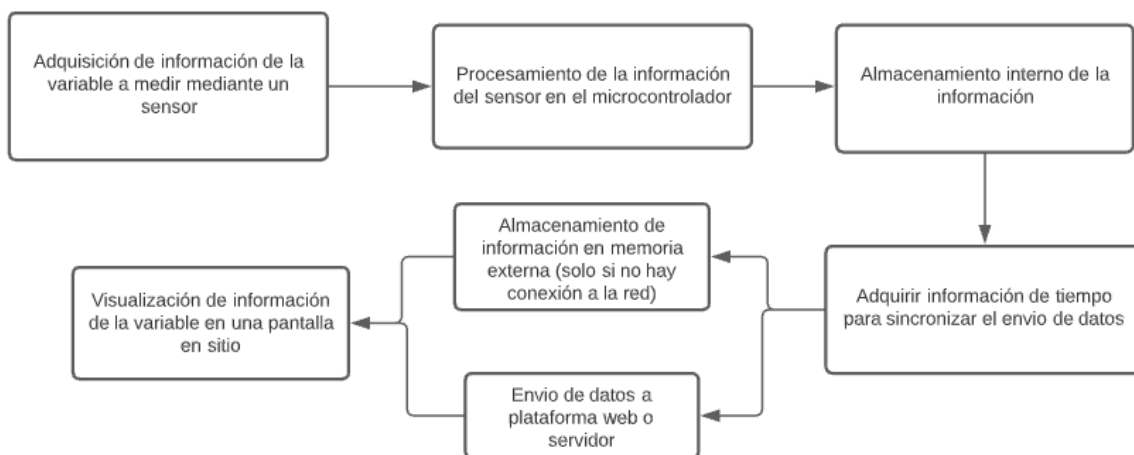 Adquisición de información de la
variable a medir mediante un
sensor
Procesamiento de la información
del sensor en el microcontrolador
Almacenamiento interno de la
información
Adquirir información de tiempo
para sincronizar el envio de datos
Almacenamiento de
información en memoria
externa (solo si no hay
conexión a la red)
Envio de datos a
plataforma web o
servidor
Visualización de información
de la variable en una pantalla
en sitio